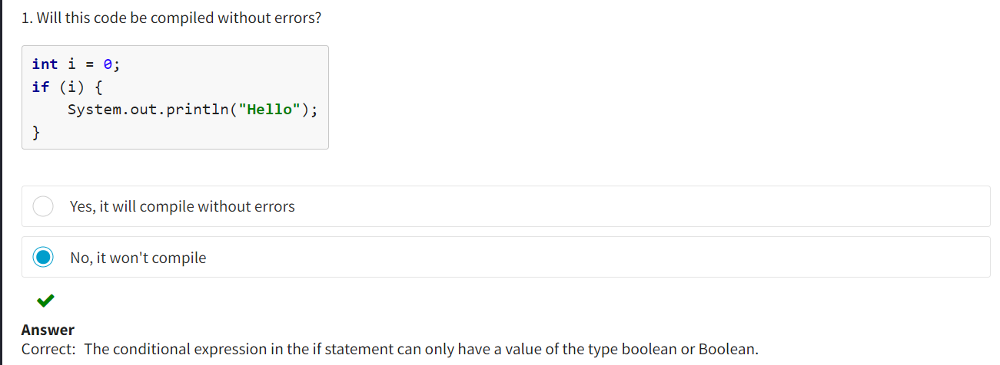 1. Will this code be compiled without errors?
int i = 0;
if (i) {
    System.out.println("Hello");
}
Yes, it will compile without errors
No, it won't compile
Answer
Correct: The conditional expression in the if statement can only have a value of the type boolean or Boolean.